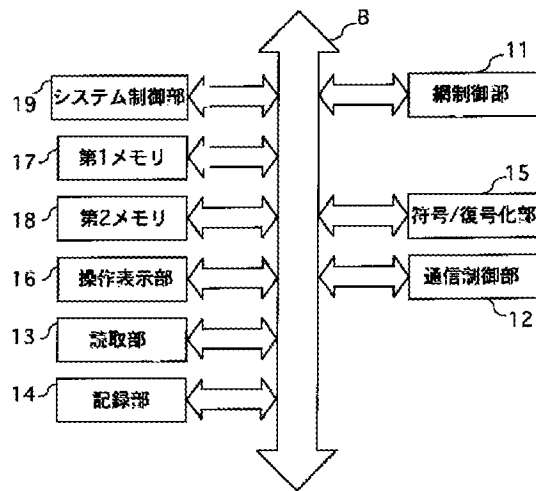 B
11
19
システム制御部
網制御部
17
第1メモリ
15
18
第2メモリ
符号/復号化部
16
操作表示部
通信制御部
12
13
読取部
14
記録部